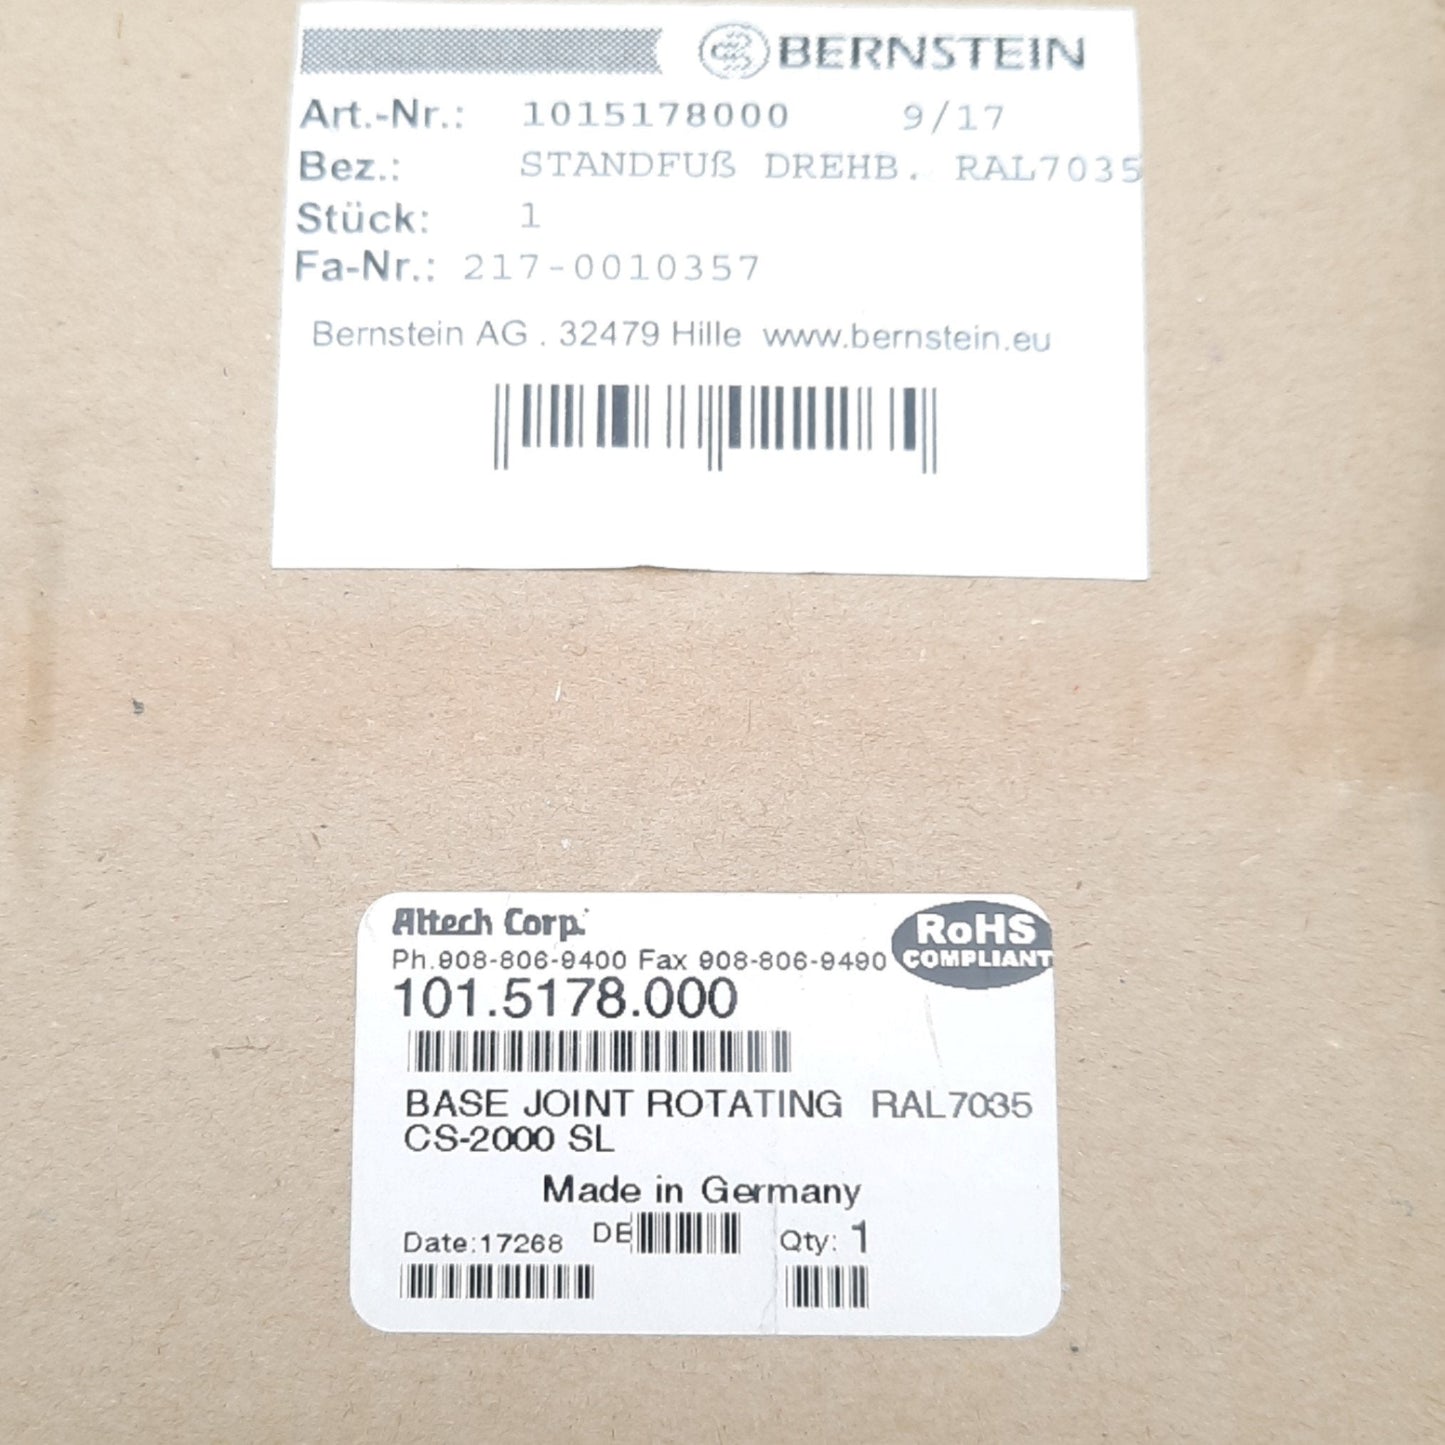 BERNSTEIN
Art.-Nr.: 1015178000 9/17
Bez.: STANDFUß DREHB. RAL7035
Stück: 1
Fa-Nr.: 217-0010357
Bernstein AG . 32479 Hille www.bernstein.eu
Altech Corp.
RoHS
COMPLIANT
Ph.908-806-9400 Fax 908-806-9490
101.5178.000
BASE JOINT ROTATING RAL7035
CS-2000 SL
Made in Germany
Date:17268 DE Qty: 1